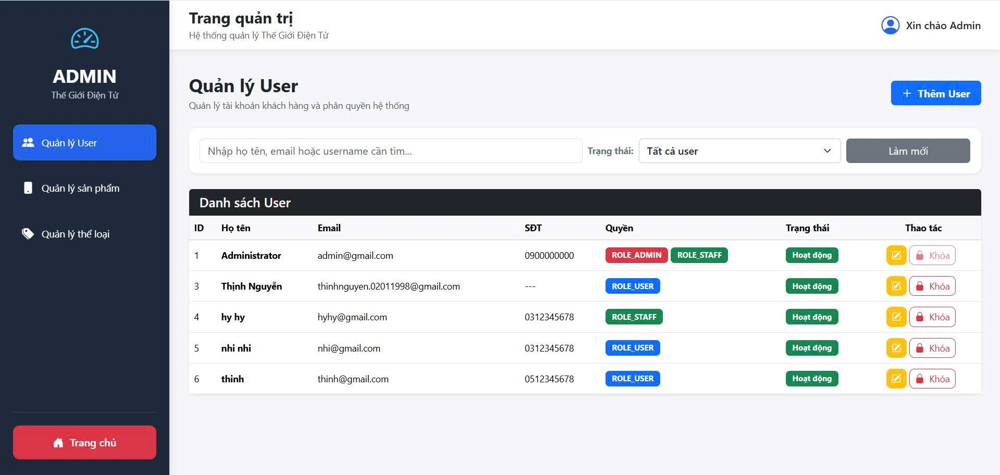 ADMIN
Thế Giới Điện Tử
Quản lý User
Quản lý sản phẩm
Quản lý thể loại
Trang chủ
Trang quản trị
Hệ thống quản lý Thế Giới Điện Tử
Xin chào Admin
Quản lý User
Quản lý tài khoản khách hàng và phân quyền hệ thống
+ Thêm User
Nhập họ tên, email hoặc username cần tìm... Trạng thái: Tất cả user Làm mới
Danh sách User
ID Họ tên Email SĐT Quyền Trạng thái Thao tác
1 Administrator admin@gmail.com 0900000000 ROLE_ADMIN ROLE_STAFF Hoạt động Khóa
3 Thịnh Nguyễn thinhnguyen.02011998@gmail.com --- ROLE_USER Hoạt động Khóa
4 hy hy hyhy@gmail.com 0312345678 ROLE_STAFF Hoạt động Khóa
5 nhi nhi nhi@gmail.com 0312345678 ROLE_USER Hoạt động Khóa
6 thinh thinh@gmail.com 0512345678 ROLE_USER Hoạt động Khóa